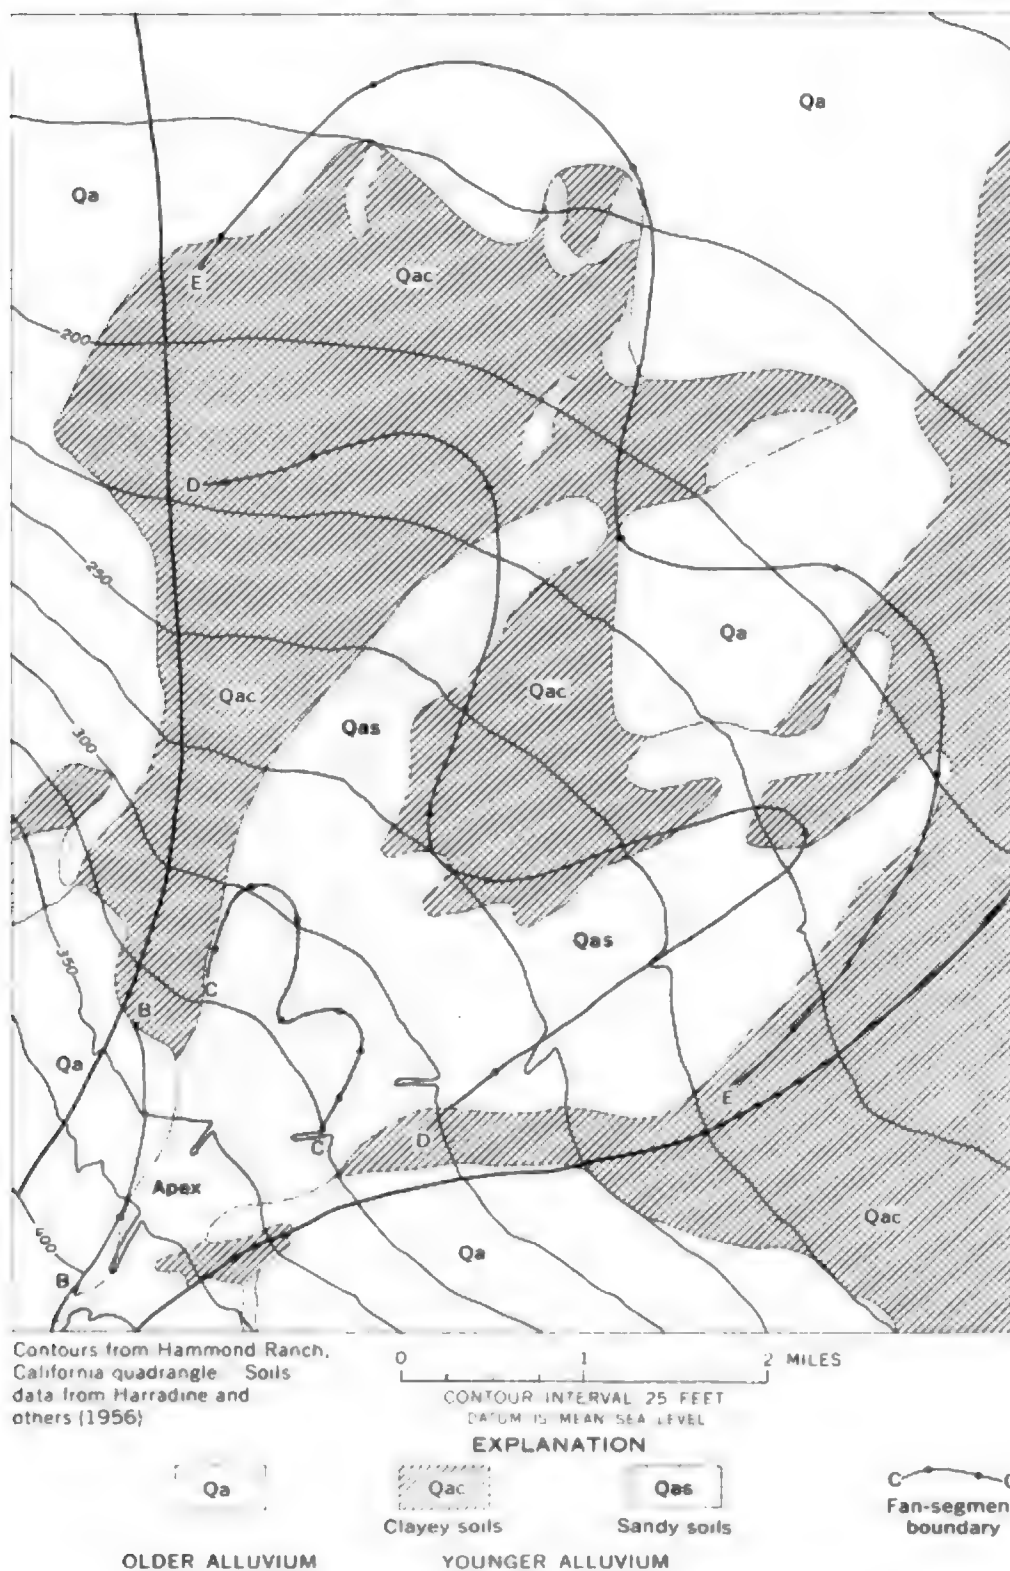 Qa
Qa
E
Qac
200
D
250
Qa
Qac
Qac
Qas
300
Qas
350
C
B
Qa
E
D
C
Apex
Qac
400
Qa
B
Contours from Hammond Ranch,
California quadrangle Soils
data from Harradine and
others (1956)
0 1 2 MILES
CONTOUR INTERVAL 25 FEET
DATUM IS MEAN SEA LEVEL
EXPLANATION
Qa
Qac
Qas
C
Clayey soils
Sandy soils
Fan-segmen
boundary
OLDER ALLUVIUM
YOUNGER ALLUVIUM